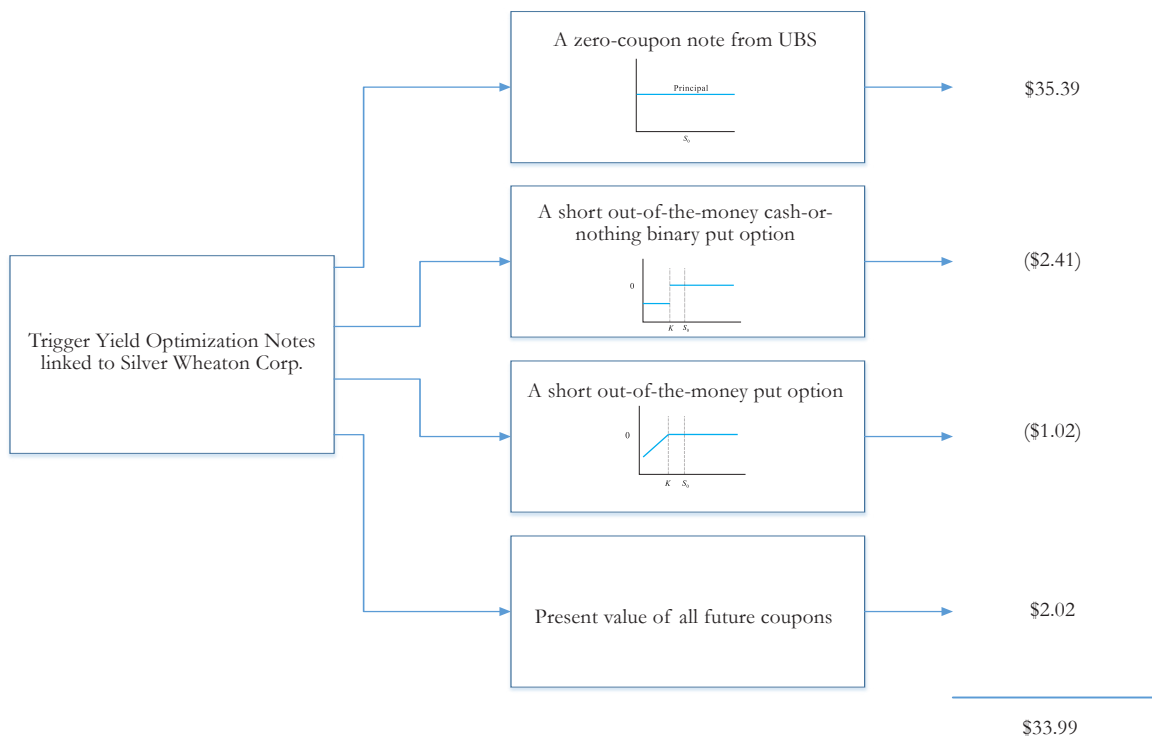 A zero-coupon note from UBS
Principal
S₀
$35.39
A short out-of-the-money cash-or-
nothing binary put option
0
K
S₀
($2.41)
Trigger Yield Optimization Notes
linked to Silver Wheaton Corp.
A short out-of-the-money put option
0
K
S₀
($1.02)
Present value of all future coupons
$2.02
$33.99